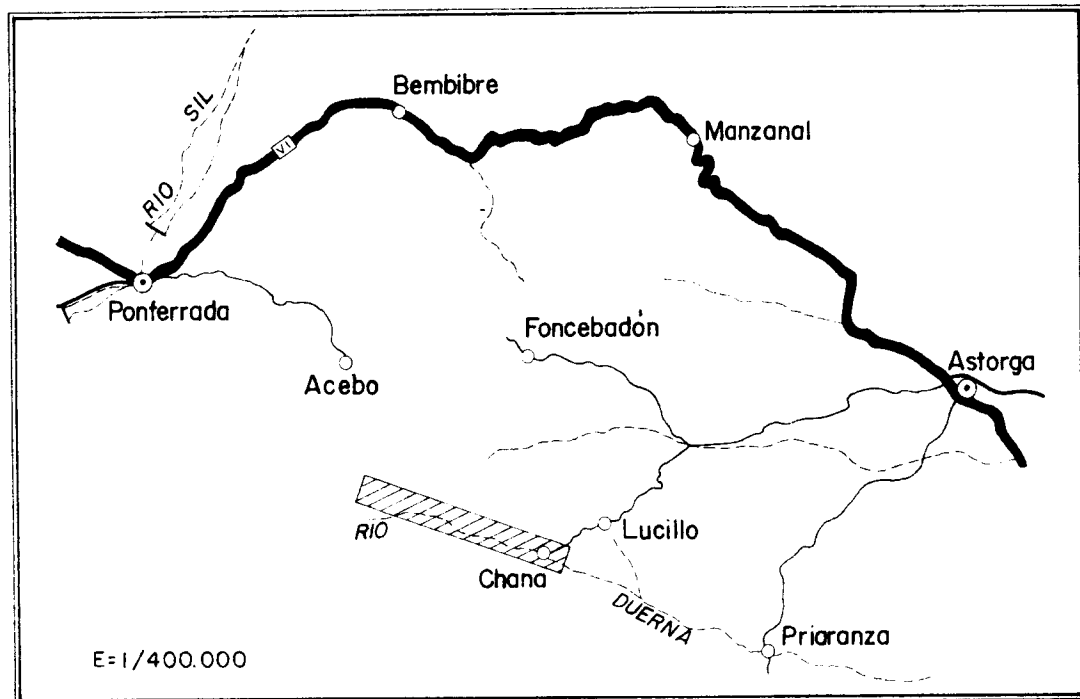 Bembibre
SIL
Manzanal
VI
RIO
Ponferrada
Foncebadón
Astorga
Acebo
RIO
Lucillo
Chana
DUERNA
Priaranza
E=1/400.000